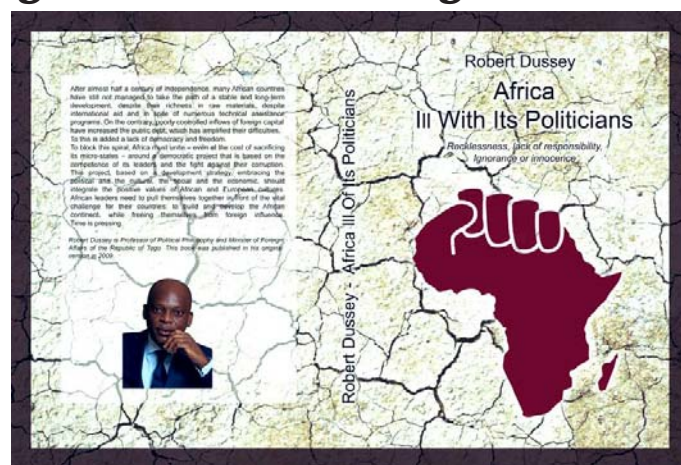 After almost half a century of independence, many African countries
have still not managed to take the path of a stable and long-term
development, despite their richness in raw materials, despite
international aid and in spite of numerous technical assistance
programs. On the contrary, poorly controlled inflows of foreign capital
have increased the public debt, which has amplified their difficulties.
To this is added a lack of democracy and freedom.
To block this spiral, Africa must unite – even at the cost of sacrificing
its micro-states – around a democratic project that is based on the
competence of its leaders and the fight against their corruption.
This project, based on a development strategy, embracing the
political and the cultural, the social and the economic, should
integrate the positive values of African and European cultures.
African leaders need to pull themselves together in front of the vital
challenge for their countries: to build and develop the African
continent, while freeing themselves from foreign influence.
Time is pressing.
Robert Dussey is Professor of Political Philosophy and Minister of Foreign
Affairs of the Republic of Togo. This book was published in his original
version in 2009.
Robert Dussey - Africa Ill Of Its Politicians
Robert Dussey
Africa
Ill With Its Politicians
Recklessness, lack of responsibility,
Ignorance or innocence